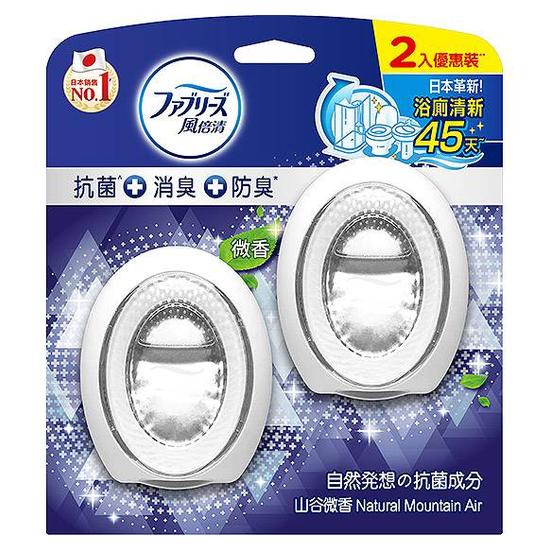 2入優惠裝**
日本銷售
NO.1
ファブリーズ
風倍清
日本革新!
浴廁清新
45天~
抗菌^+消臭+防臭*
微香
自然発想の抗菌成分
山谷微香 Natural Mountain Air